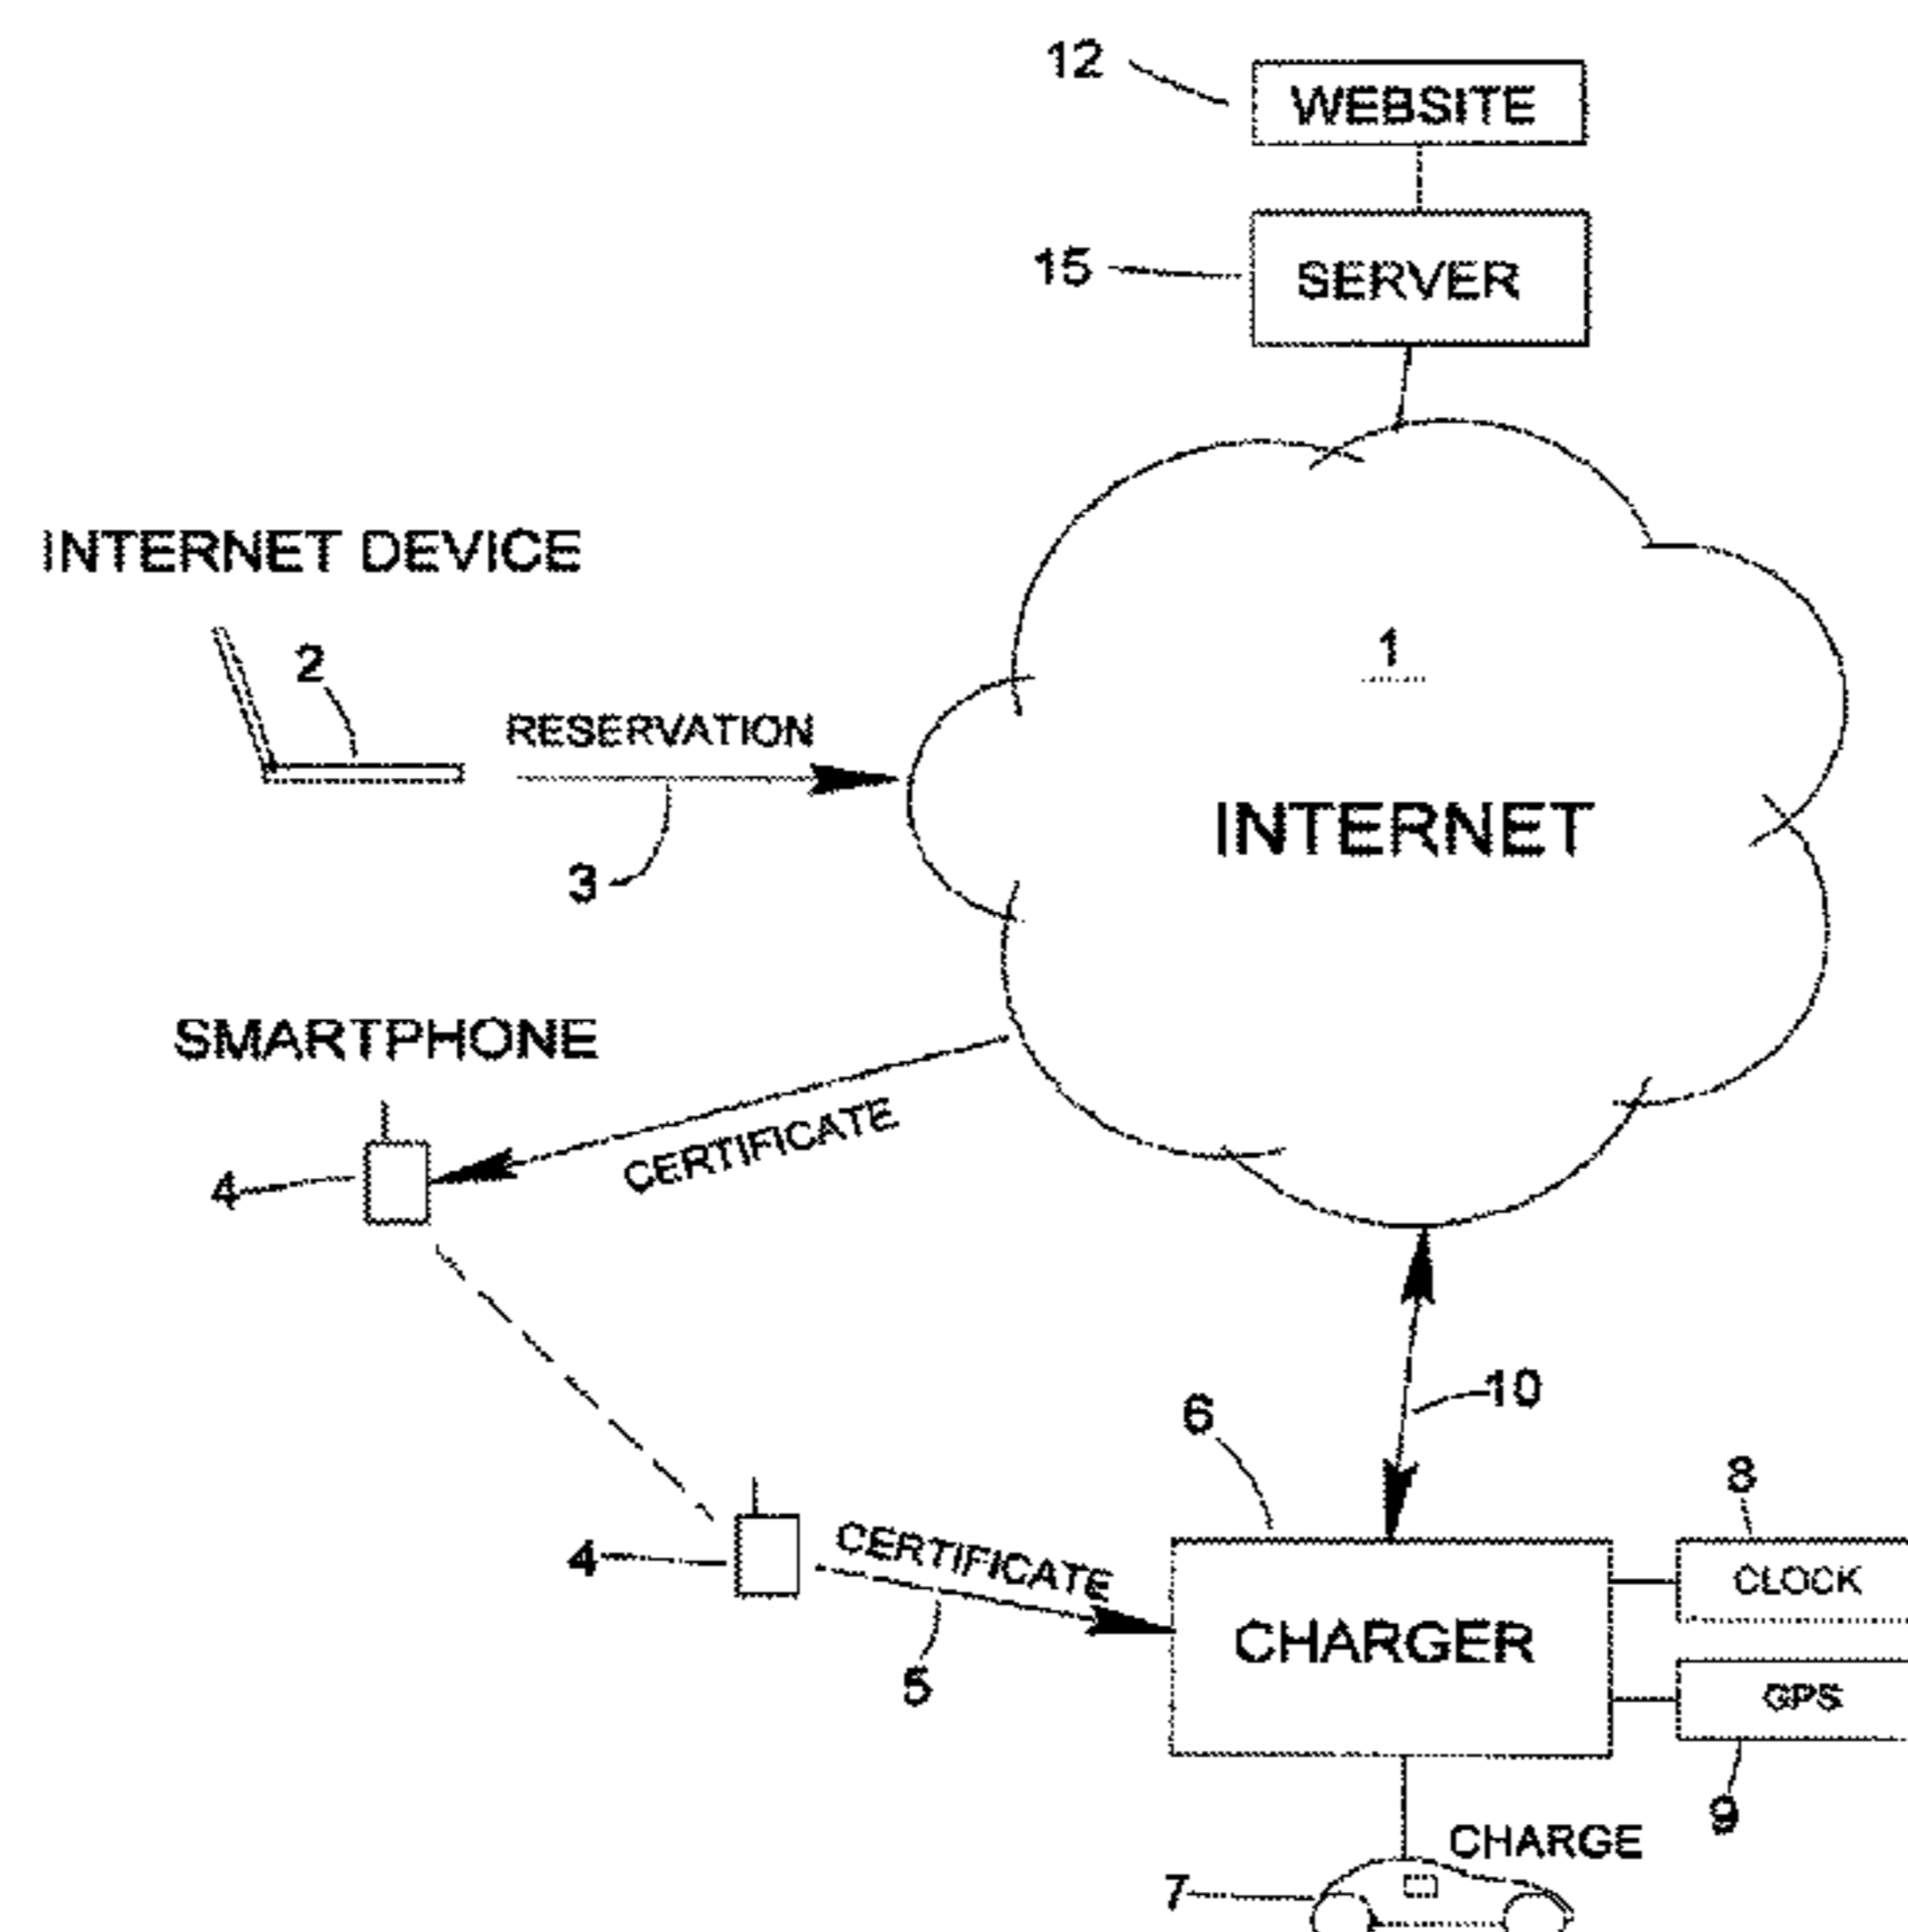 12
WEBSITE
15
SERVER
INTERNET DEVICE
2
RESERVATION
3
1
INTERNET
SMARTPHONE
CERTIFICATE
4
10
6
8
CLOCK
4
CERTIFICATE
5
CHARGER
GPS
9
CHARGE
7